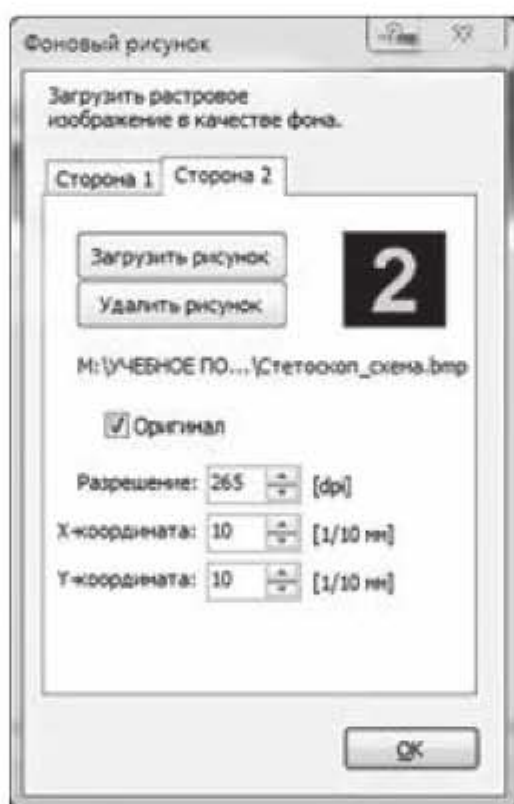 Фоновый рисунок
Загрузить растровое
изображение в качестве фона.
Сторона 1 Сторона 2
Загрузить рисунок
2
Удалить рисунок
M:\УЧЕБНОЕ ПО...\Стетоскоп_схема.bmp
Оригинал
Разрешение: 265 [dpi]
X-координата: 10 [1/10 мм]
Y-координата: 10 [1/10 мм]
OK